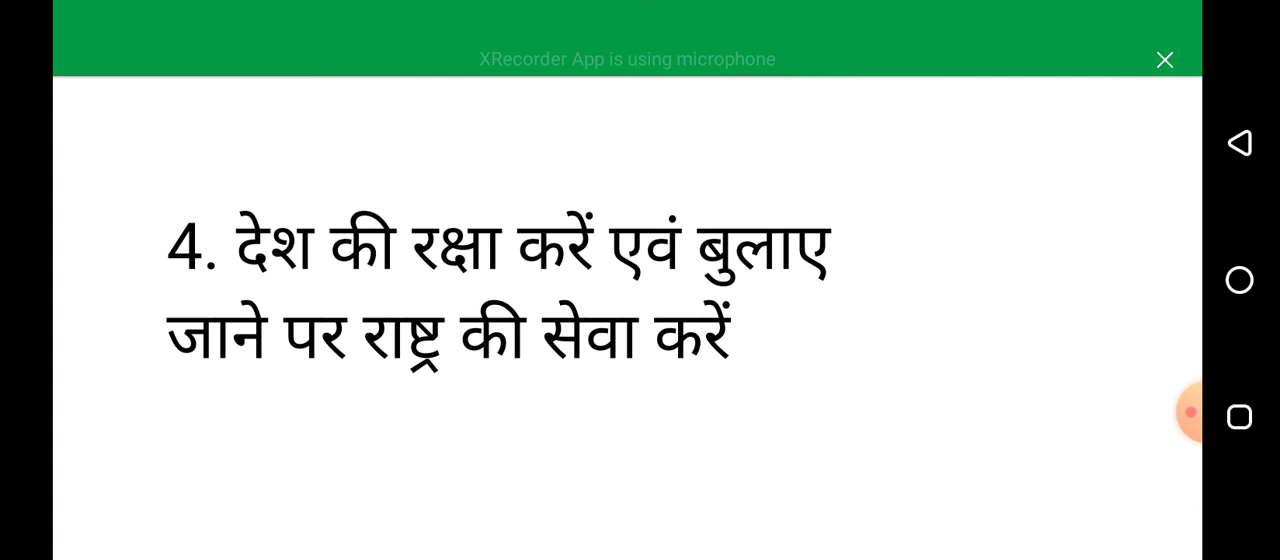 XRecorder App is using microphone
4. देश की रक्षा करें एवं बुलाए
जाने पर राष्ट्र की सेवा करें